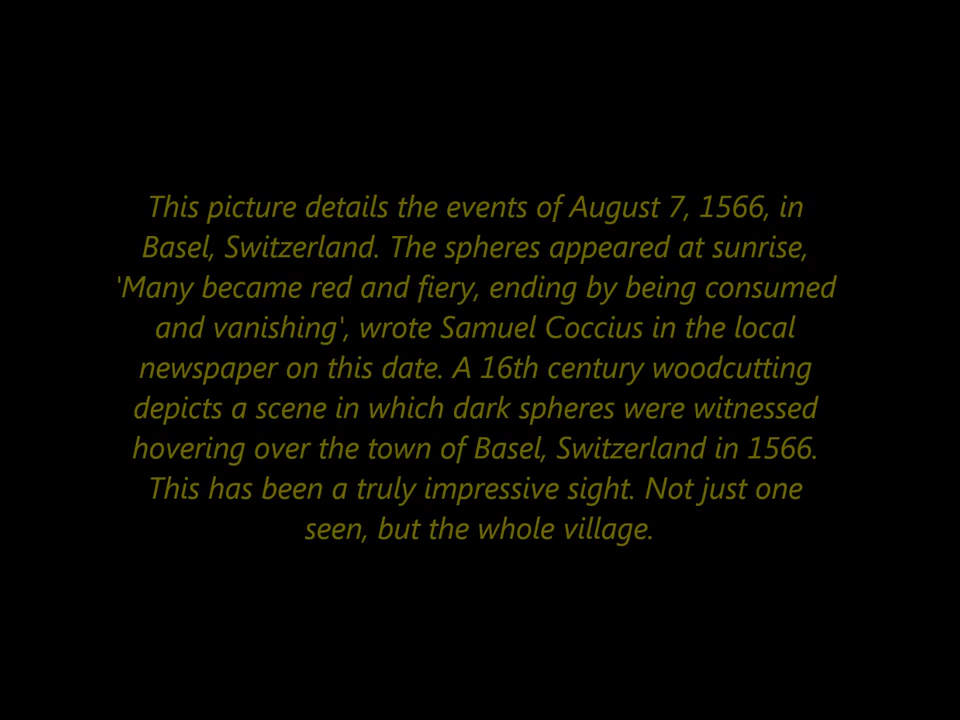 This picture details the events of August 7, 1566, in
Basel, Switzerland. The spheres appeared at sunrise,
'Many became red and fiery, ending by being consumed
and vanishing', wrote Samuel Coccius in the local
newspaper on this date. A 16th century woodcutting
depicts a scene in which dark spheres were witnessed
hovering over the town of Basel, Switzerland in 1566.
This has been a truly impressive sight. Not just one
seen, but the whole village.